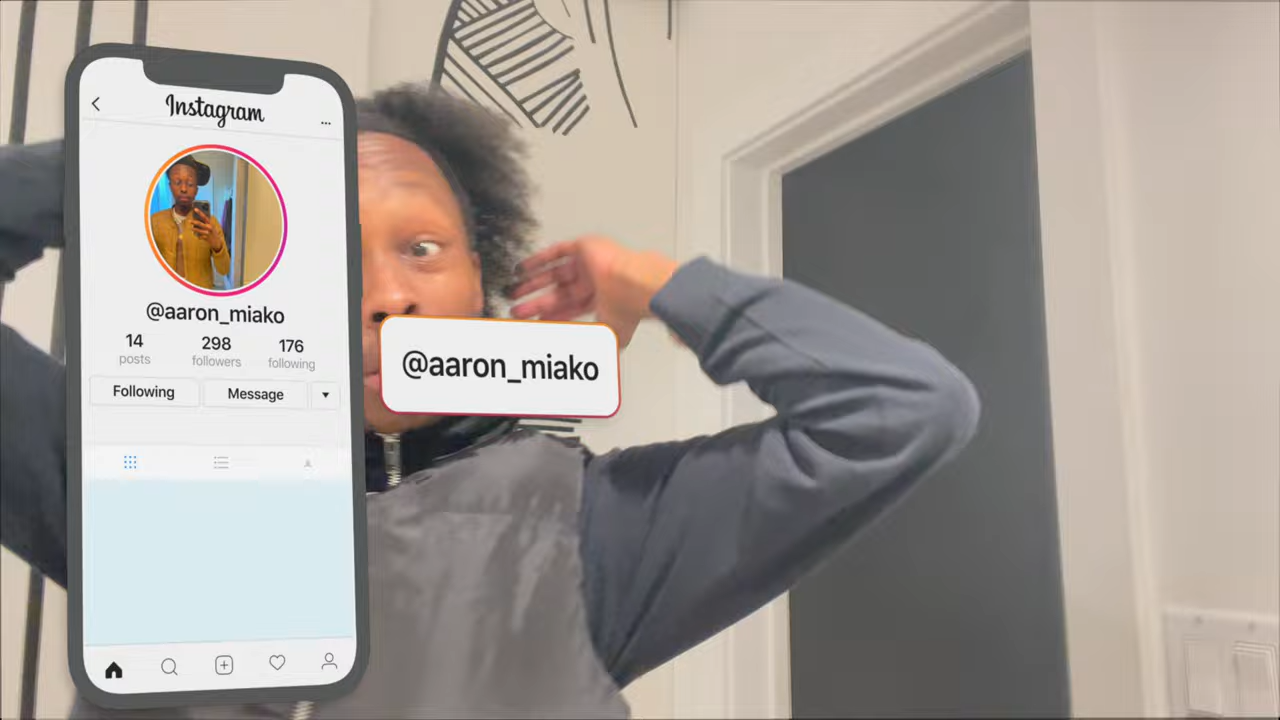 Instagram
@aaron_miako
14 298 176
posts followers following
Following Message
@aaron_miako